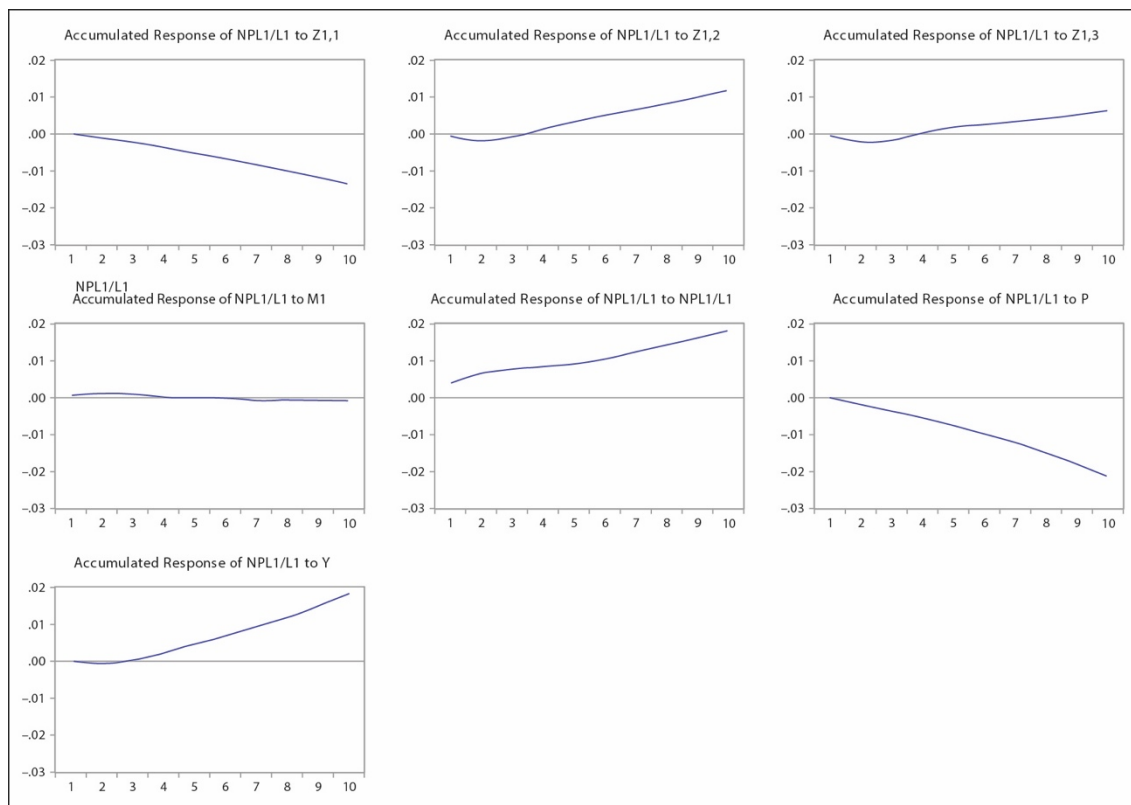 Accumulated Response of NPL1/L1 to Z1,1
.02
.01
.00
–.01
–.02
–.03
1 2 3 4 5 6 7 8 9 10
Accumulated Response of NPL1/L1 to Z1,2
.02
.01
.00
–.01
–.02
–.03
1 2 3 4 5 6 7 8 9 10
Accumulated Response of NPL1/L1 to Z1,3
.02
.01
.00
–.01
–.02
–.03
1 2 3 4 5 6 7 8 9 10
NPL1/L1
Accumulated Response of NPL1/L1 to M1
.02
.01
.00
–.01
–.02
–.03
1 2 3 4 5 6 7 8 9 10
Accumulated Response of NPL1/L1 to NPL1/L1
.02
.01
.00
–.01
–.02
–.03
1 2 3 4 5 6 7 8 9 10
Accumulated Response of NPL1/L1 to P
.02
.01
.00
–.01
–.02
–.03
1 2 3 4 5 6 7 8 9 10
Accumulated Response of NPL1/L1 to Y
.02
.01
.00
–.01
–.02
–.03
1 2 3 4 5 6 7 8 9 10